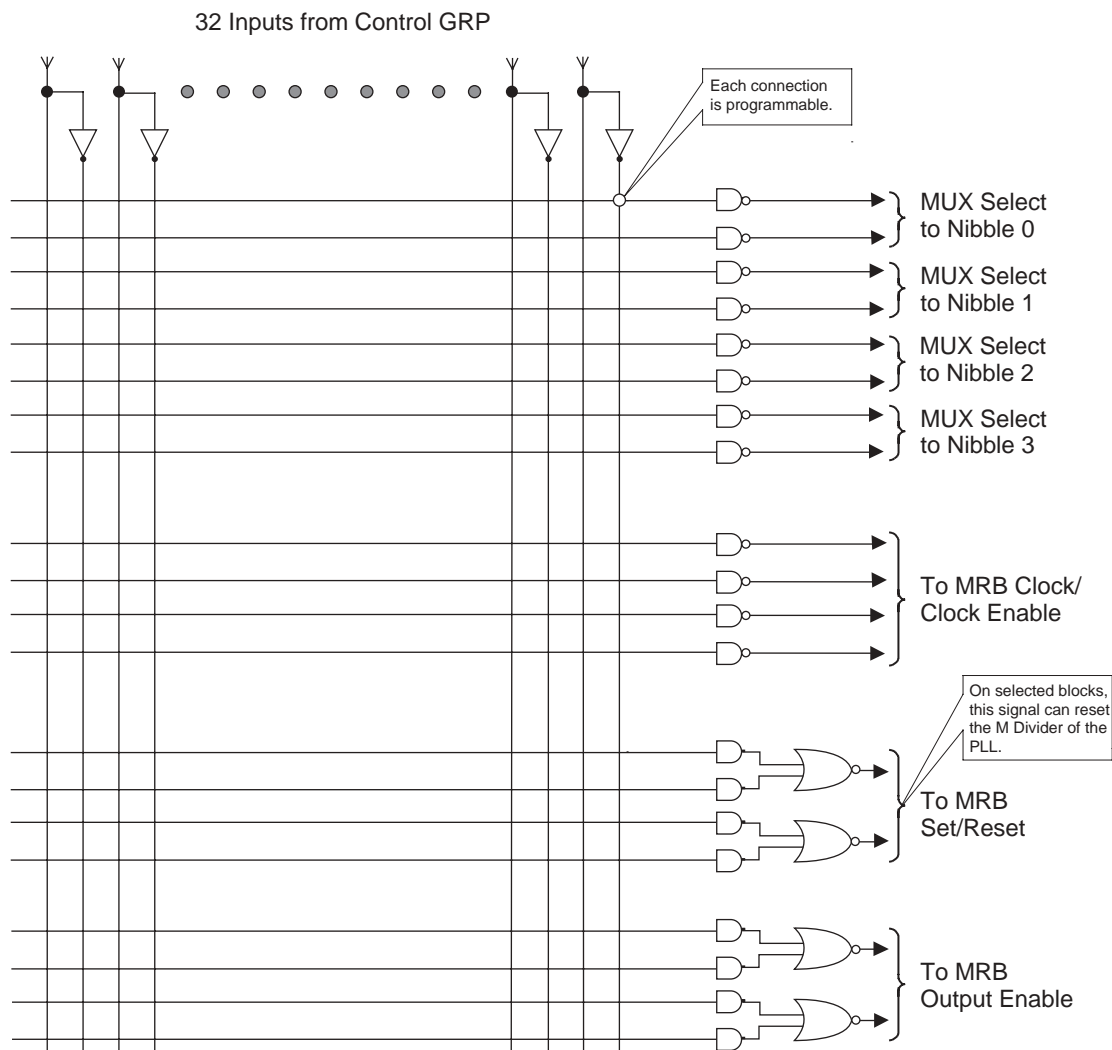 32 Inputs from Control GRP
Each connection
is programmable.
MUX Select
to Nibble 0
MUX Select
to Nibble 1
MUX Select
to Nibble 2
MUX Select
to Nibble 3
To MRB Clock/
Clock Enable
On selected blocks,
this signal can reset
the M Divider of the
PLL.
To MRB
Set/Reset
To MRB
Output Enable